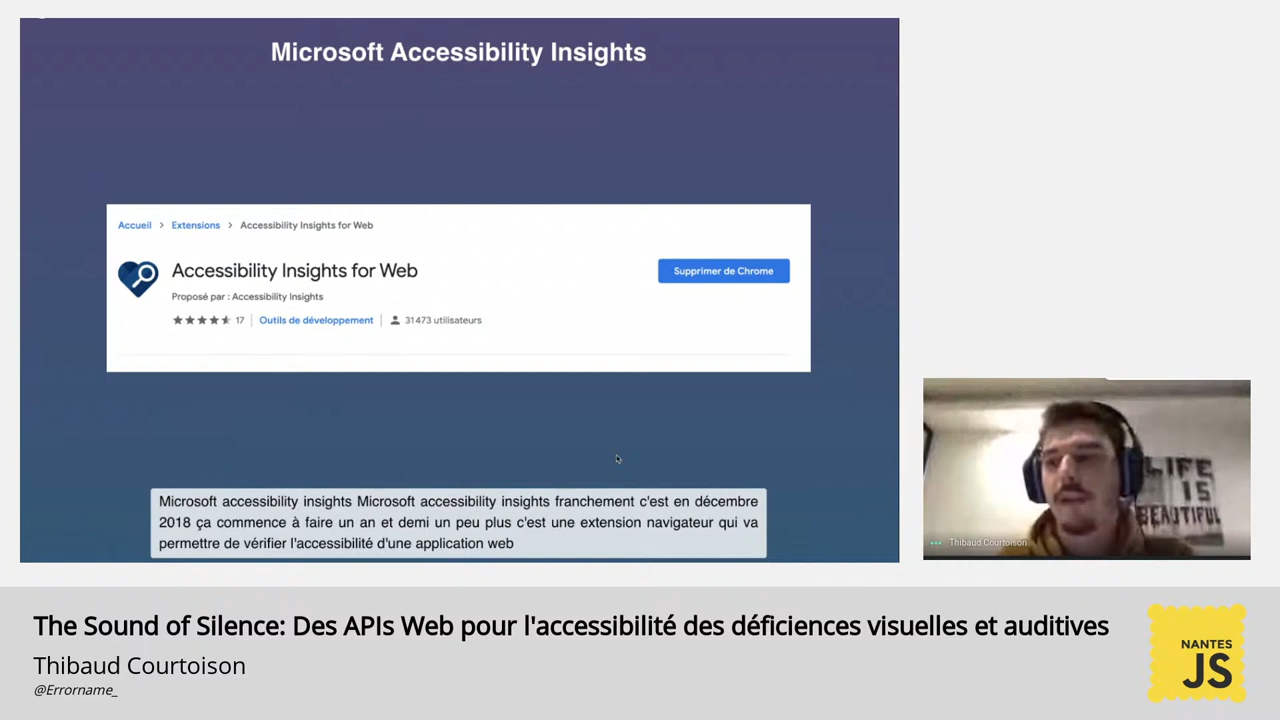 Microsoft Accessibility Insights
Accueil > Extensions > Accessibility Insights for Web
Accessibility Insights for Web
Supprimer de Chrome
Proposé par : Accessibility Insights
17 | Outils de développement | 31 473 utilisateurs
Microsoft accessibility insights Microsoft accessibility insights franchement c'est en décembre
2018 ça commence à faire un an et demi un peu plus c'est une extension navigateur qui va
permettre de vérifier l'accessibilité d'une application web
LIFE
IS
BEAUTIFUL
Thibaud Courtoison
The Sound of Silence: Des APIs Web pour l'accessibilité des déficiences visuelles et auditives
Thibaud Courtoison
@Errorname_
NANTES
JS